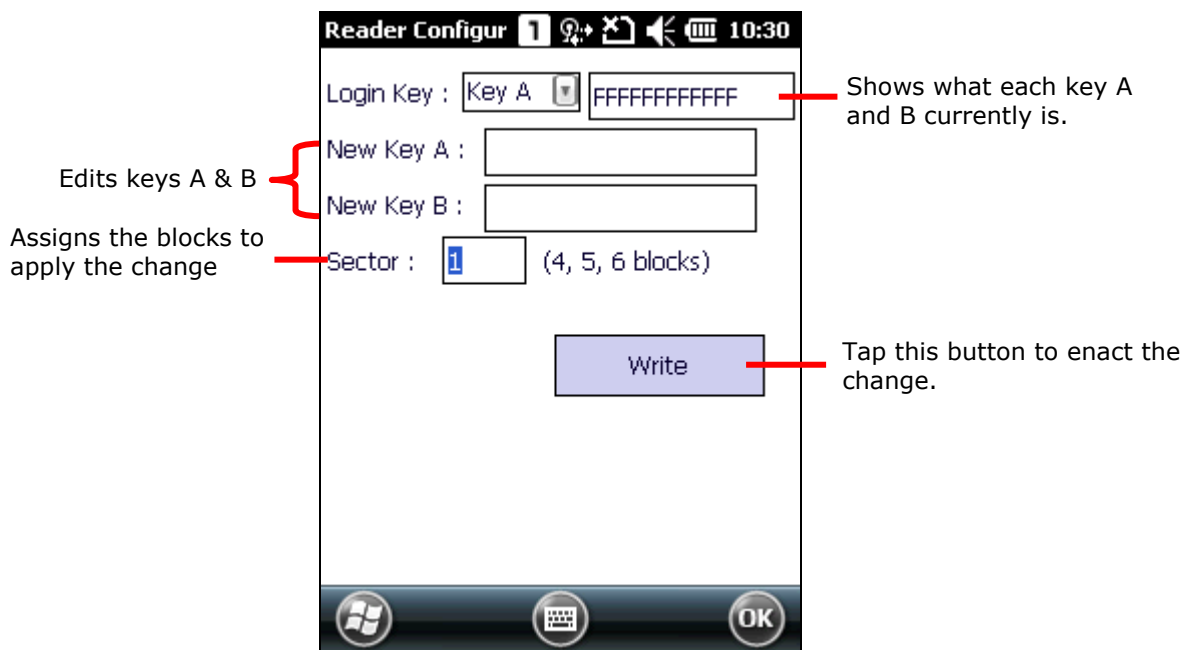 Reader Configur 1 10:30
Login Key : Key A FFFFFFFFFFFF
Shows what each key A
and B currently is.
New Key A :
Edits keys A & B
New Key B :
Assigns the blocks to
apply the change
Sector : 1 (4, 5, 6 blocks)
Write
Tap this button to enact the
change.
OK